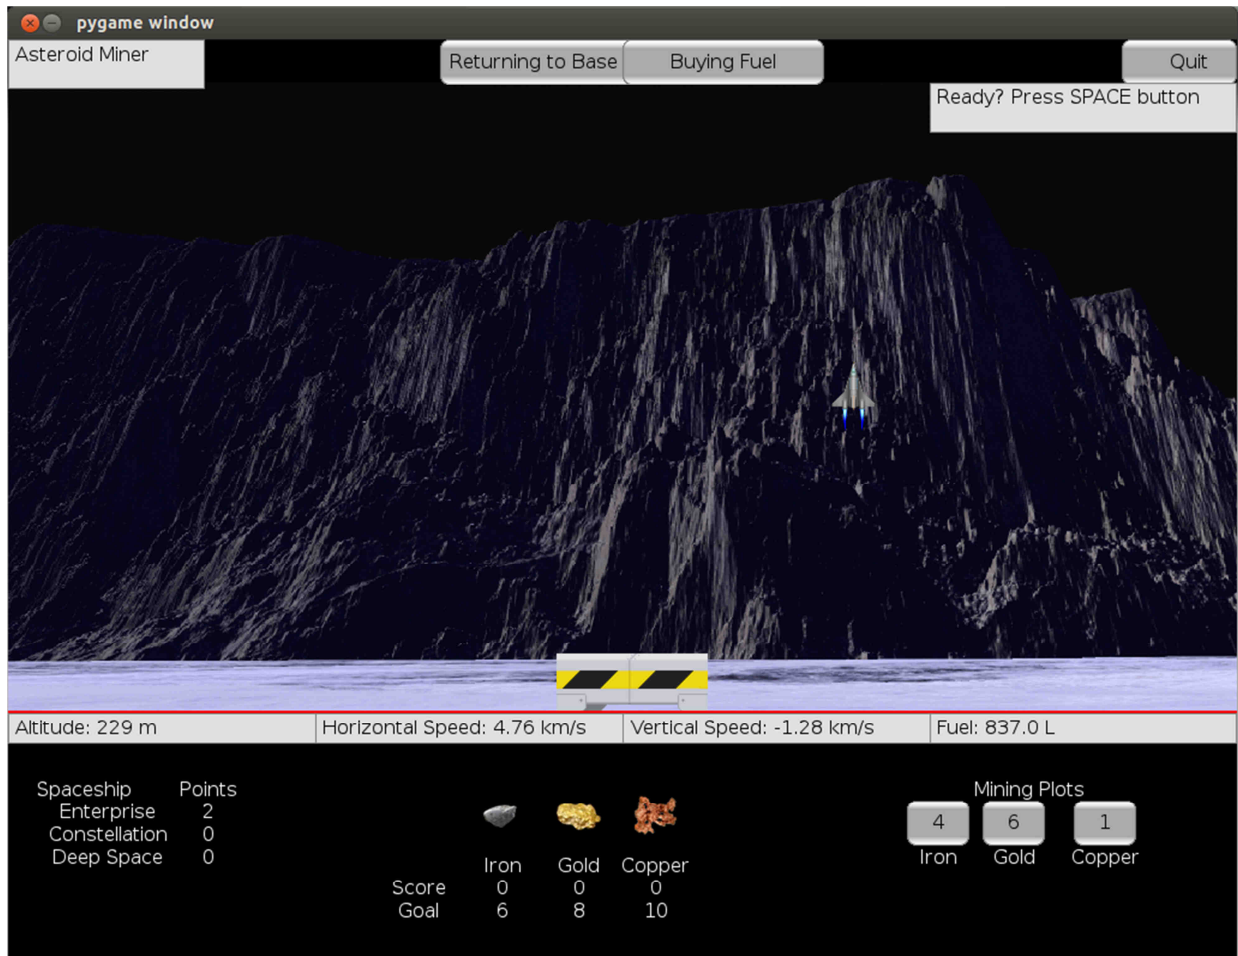 pygame window
Asteroid Miner
Returning to Base
Buying Fuel
Quit
Ready? Press SPACE button
Altitude: 229 m
Horizontal Speed: 4.76 km/s
Vertical Speed: -1.28 km/s
Fuel: 837.0 L
Spaceship Points
Enterprise 2
Constellation 0
Deep Space 0
Iron Gold Copper
Score 0 0 0
Goal 6 8 10
Mining Plots
4 6 1
Iron Gold Copper